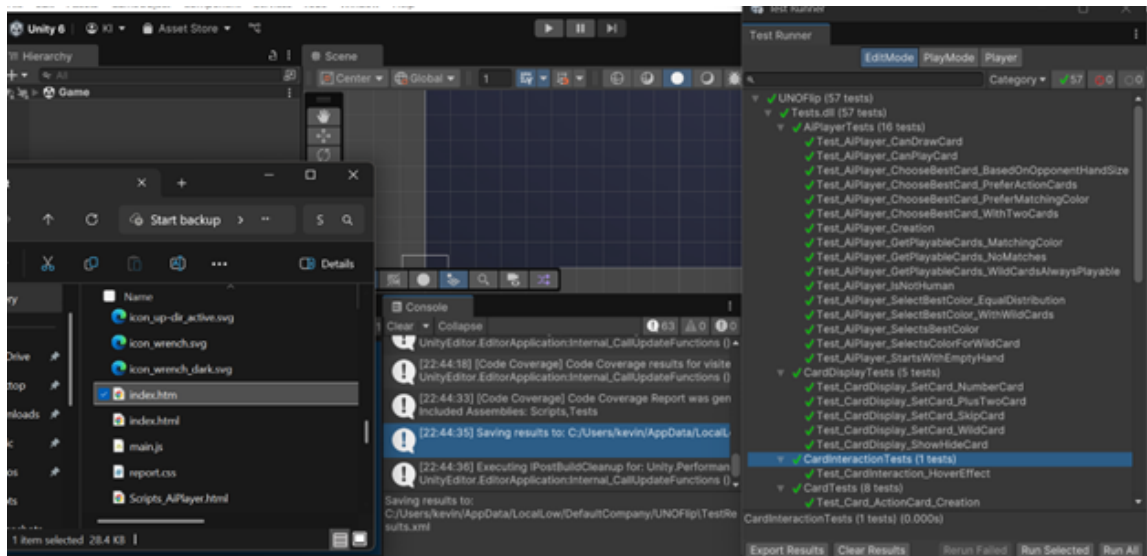 Unity 6
KI
Asset Store
Test Runner
Hierarchy
Scene
Test Runner
Center
Global
1
EditMode PlayMode Player
All
Category 57 0 0
Game
UNOFlip (57 tests)
Tests.dll (57 tests)
AiPlayerTests (16 tests)
Test_AiPlayer_CanDrawCard
Test_AiPlayer_CanPlayCard
Test_AiPlayer_ChooseBestCard_BasedOnOpponentHandSize
Test_AiPlayer_ChooseBestCard_PreferActionCards
Test_AiPlayer_ChooseBestCard_PreferMatchingColor
Test_AiPlayer_ChooseBestCard_WithTwoCards
Test_AiPlayer_Creation
Test_AiPlayer_GetPlayableCards_MatchingColor
Test_AiPlayer_GetPlayableCards_NoMatches
Test_AiPlayer_GetPlayableCards_WildCardsAlwaysPlayable
Test_AiPlayer_IsNotHuman
Test_AiPlayer_SelectBestColor_EqualDistribution
Test_AiPlayer_SelectBestColor_WithWildCards
Test_AiPlayer_SelectsBestColor
Test_AiPlayer_SelectsColorForWildCard
Test_AiPlayer_StartsWithEmptyHand
CardDisplayTests (5 tests)
Test_CardDisplay_SetCard_NumberCard
Test_CardDisplay_SetCard_PlusTwoCard
Test_CardDisplay_SetCard_SkipCard
Test_CardDisplay_SetCard_WildCard
Test_CardDisplay_ShowHideCard
CardInteractionTests (1 tests)
Test_CardInteraction_HoverEffect
CardTests (8 tests)
Test_Card_ActionCard_Creation
CardInteractionTests (1 tests) (0.000s)
Export Results Clear Results Rerun Failed Run Selected Run Al
Start backup
S
Details
Name
icon_up-dir_active.svg
icon_wrench.svg
icon_wrench_dark.svg
index.htm
index.html
main.js
report.css
Scripts_AiPlayer.html
1 item selected 28.4 KB
Console
Clear Collapse 63 0 0
UnityEditor.EditorApplication:Internal_CallUpdateFunctions ()
[22:44:18] [Code Coverage] Code Coverage results for visite
UnityEditor.EditorApplication:Internal_CallUpdateFunctions ()
[22:44:33] [Code Coverage] Code Coverage Report was gen
Included Assemblies: Scripts,Tests
[22:44:35] Saving results to: C:/Users/kevin/AppData/LocalL
[22:44:36] Executing IPostBuildCleanup for: Unity.Performan
UnityEditor.EditorApplication:Internal_CallUpdateFunctions ()
Saving results to:
C:/Users/kevin/AppData/LocalLow/DefaultCompany/UNOFlip\TestRe
sults.xml